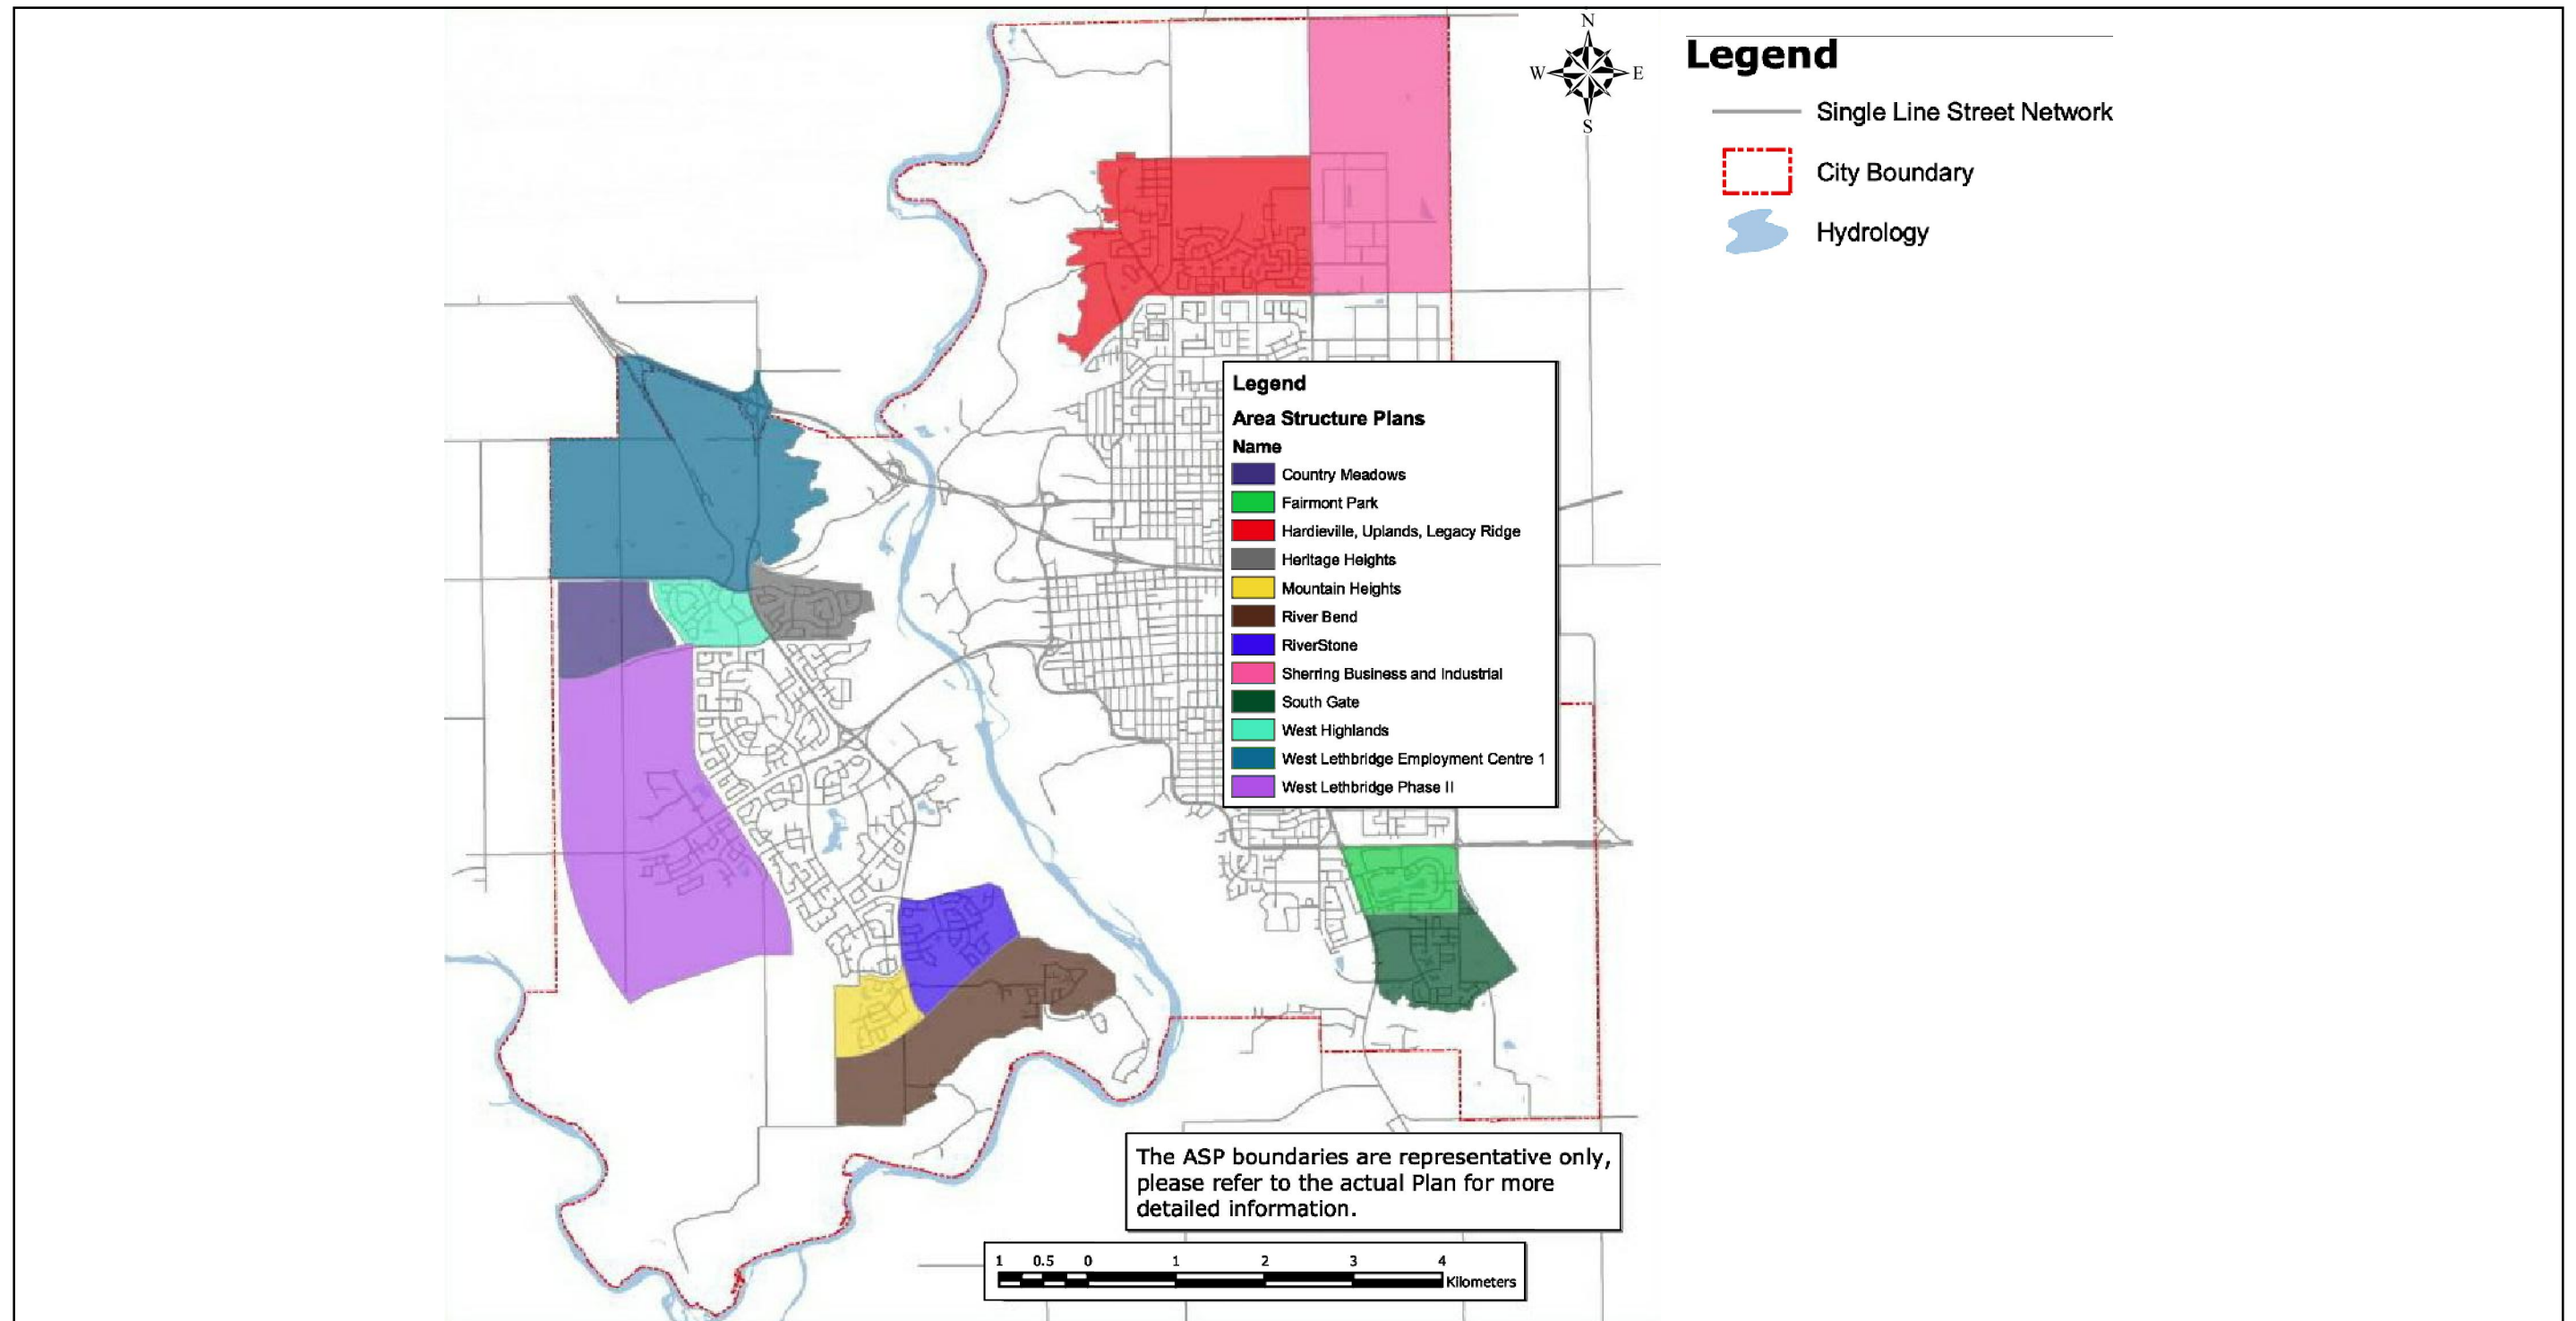 N
W E
S
Legend
Single Line Street Network
City Boundary
Hydrology
Legend
Area Structure Plans
Name
Country Meadows
Fairmont Park
Hardieville, Uplands, Legacy Ridge
Heritage Heights
Mountain Heights
River Bend
RiverStone
Sherring Business and Industrial
South Gate
West Highlands
West Lethbridge Employment Centre 1
West Lethbridge Phase II
The ASP boundaries are representative only,
please refer to the actual Plan for more
detailed information.
1 0.5 0 1 2 3 4
Kilometers